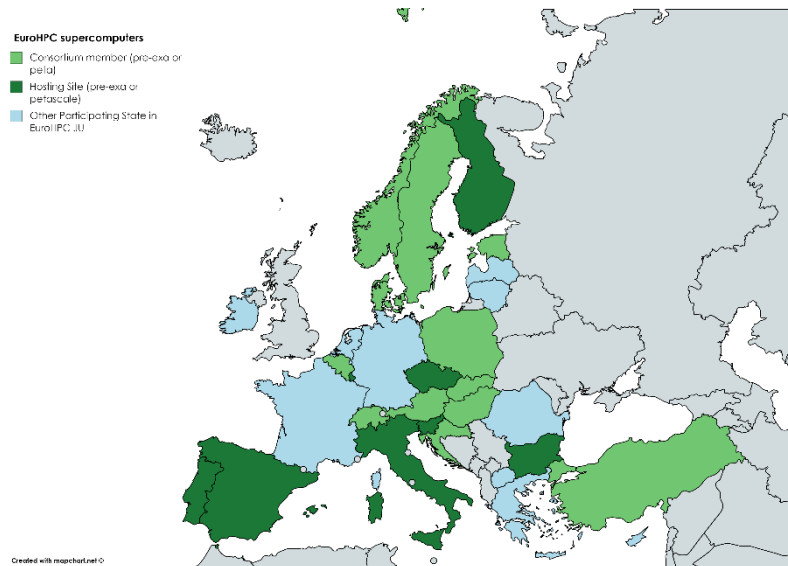 EuroHPC supercomputers
Consortium member (pre-exa or
peta)
Hosting Site (pre-exa or
petascale)
Other Participating State in
EuroHPC JU
Created with mapchart.net ©